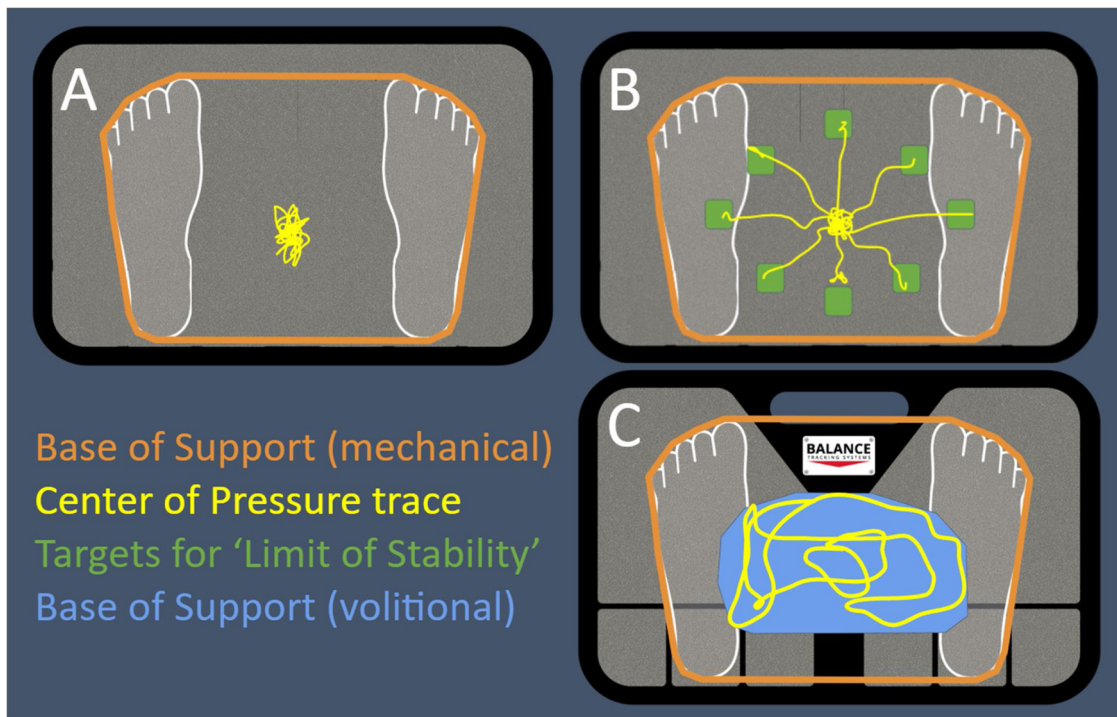 A
B
C
BALANCE
TRACKING SYSTEMS
Base of Support (mechanical)
Center of Pressure trace
Targets for ‘Limit of Stability’
Base of Support (volitional)